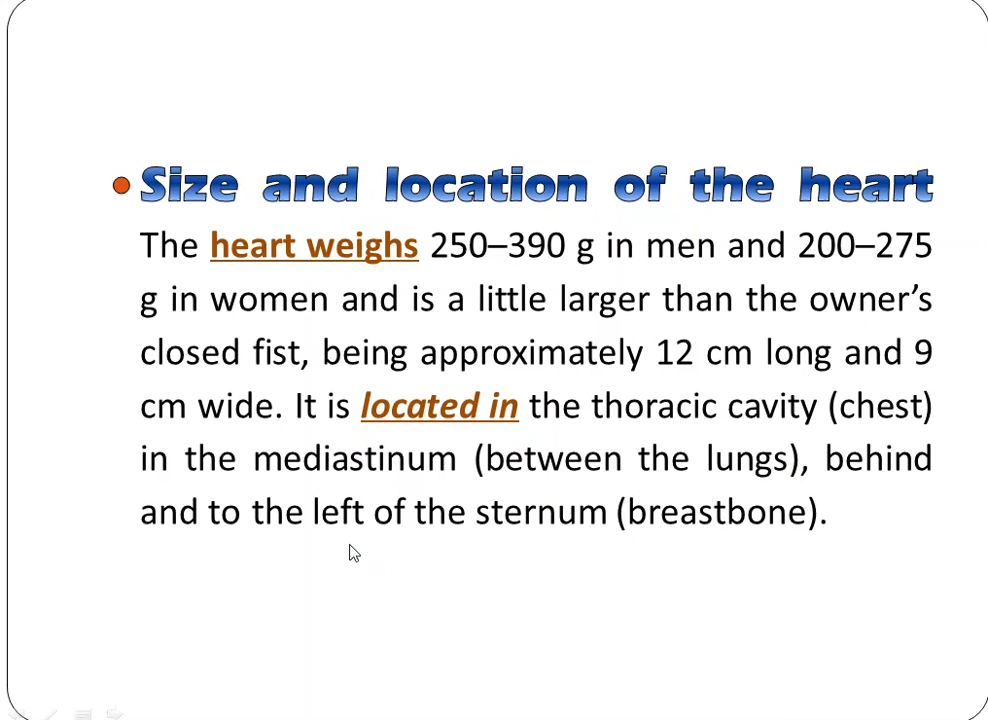 Size and location of the heart
The heart weighs 250–390 g in men and 200–275
g in women and is a little larger than the owner’s
closed fist, being approximately 12 cm long and 9
cm wide. It is located in the thoracic cavity (chest)
in the mediastinum (between the lungs), behind
and to the left of the sternum (breastbone).